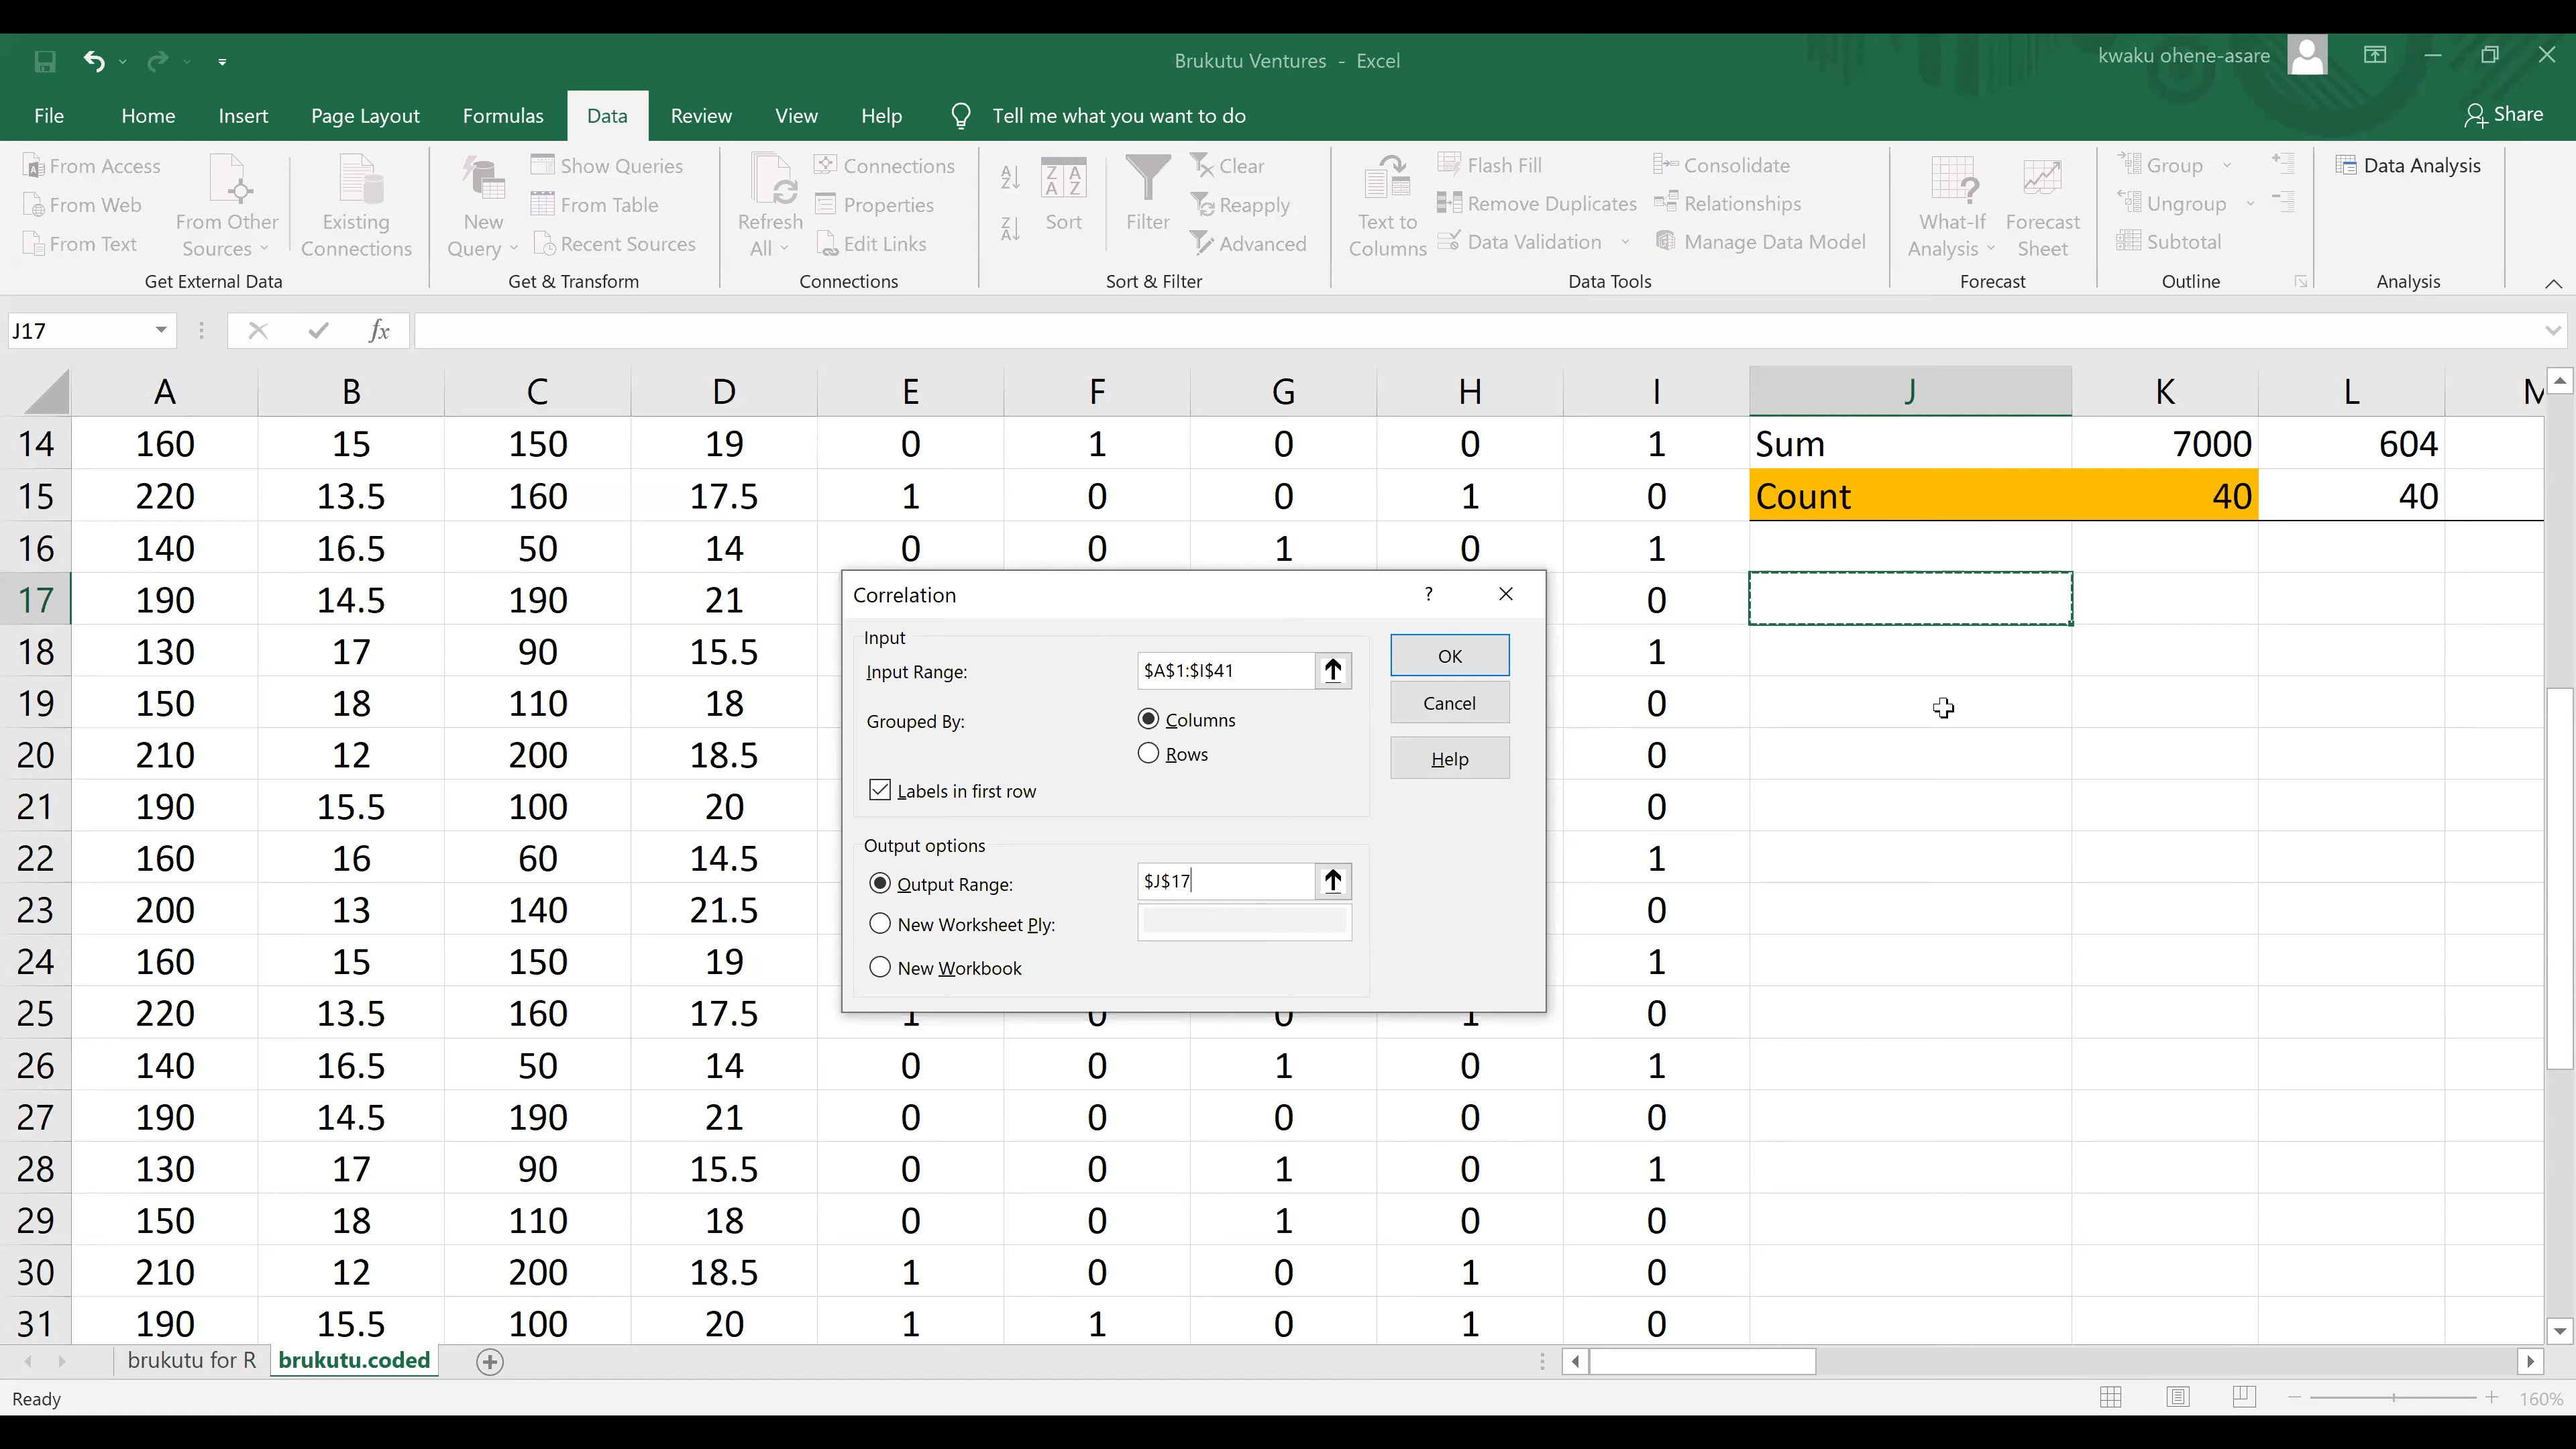 Brukutu Ventures - Excel
kwaku ohene-asare
File Home Insert Page Layout Formulas Data Review View Help Tell me what you want to do Share
From Access
From Web
From Text
From Other Sources
Existing Connections
Get External Data
New Query
Show Queries
From Table
Recent Sources
Get & Transform
Refresh All
Connections
Properties
Edit Links
Connections
Sort
Filter
Clear
Reapply
Advanced
Sort & Filter
Text to Columns
Flash Fill
Remove Duplicates
Data Validation
Consolidate
Relationships
Manage Data Model
Data Tools
What-If Analysis
Forecast Sheet
Forecast
Group
Ungroup
Subtotal
Outline
Data Analysis
Analysis
J17 fx
A B C D E F G H I J K L M
14 160 15 150 19 0 1 0 0 1 Sum 7000 604
15 220 13.5 160 17.5 1 0 0 1 0 Count 40 40
16 140 16.5 50 14 0 0 1 0 1
17 190 14.5 190 21 0
18 130 17 90 15.5 1
19 150 18 110 18 0
20 210 12 200 18.5 0
21 190 15.5 100 20 0
22 160 16 60 14.5 1
23 200 13 140 21.5 0
24 160 15 150 19 1
25 220 13.5 160 17.5 1 0 0 1 0
26 140 16.5 50 14 0 0 1 0 1
27 190 14.5 190 21 0 0 0 0 0
28 130 17 90 15.5 0 0 1 0 1
29 150 18 110 18 0 0 1 0 0
30 210 12 200 18.5 1 0 0 1 0
31 190 15.5 100 20 1 1 0 1 0
Correlation ?
Input
Input Range: $A$1:$I$41
Grouped By: Columns
Rows
Labels in first row
OK
Cancel
Help
Output options
Output Range: $J$17
New Worksheet Ply:
New Workbook
brukutu for R brukutu.coded
Ready 160%